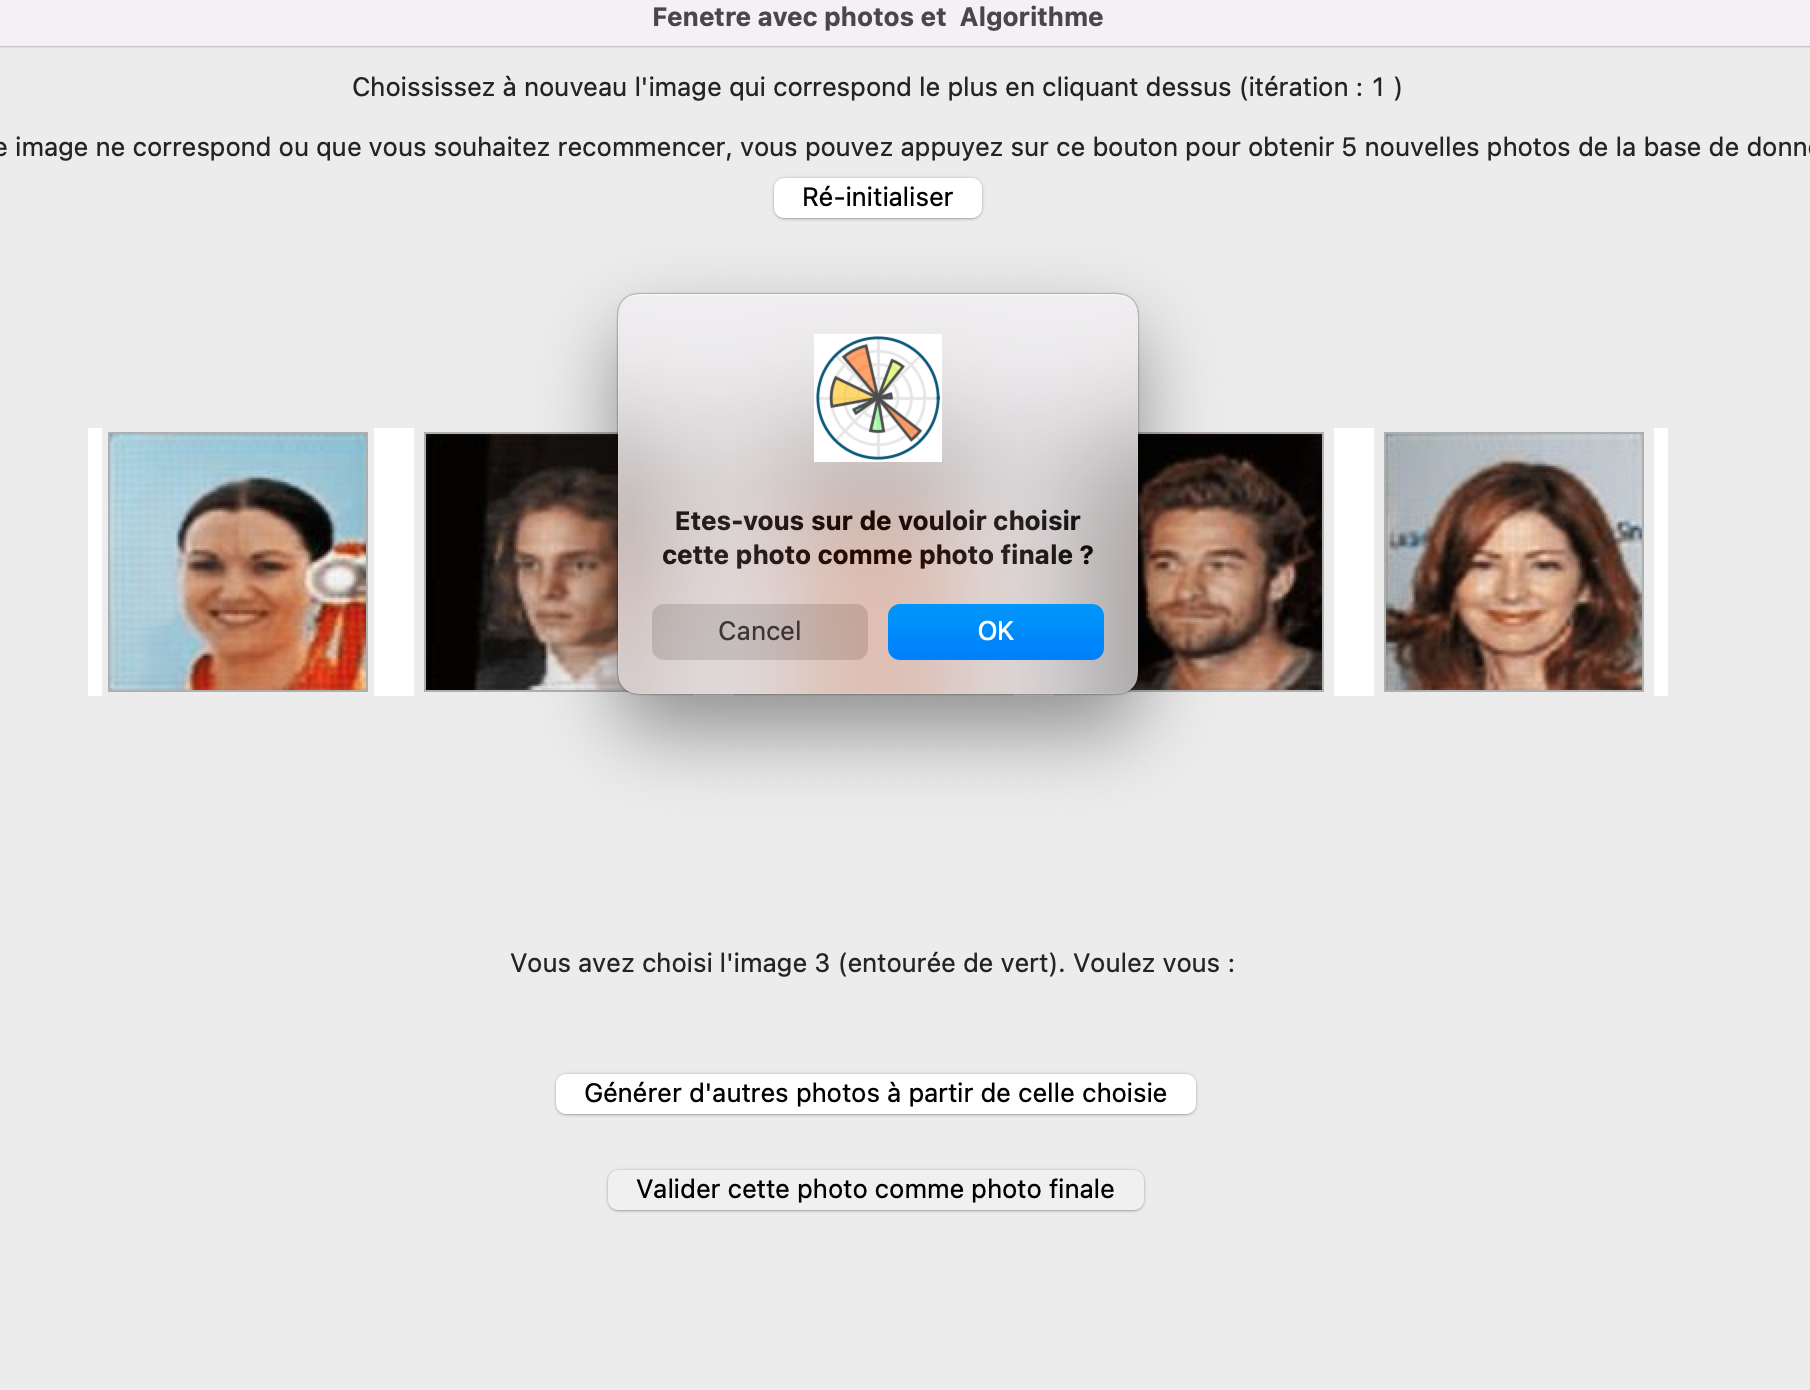 Fenetre avec photos et  Algorithme
Choississez à nouveau l'image qui correspond le plus en cliquant dessus (itération : 1 )
image ne correspond ou que vous souhaitez recommencer, vous pouvez appuyez sur ce bouton pour obtenir 5 nouvelles photos de la base de
Ré-initialiser
Etes-vous sur de vouloir choisir
cette photo comme photo finale ?
Cancel
OK
Vous avez choisi l'image 3 (entourée de vert). Voulez vous :
Générer d'autres photos à partir de celle choisie
Valider cette photo comme photo finale